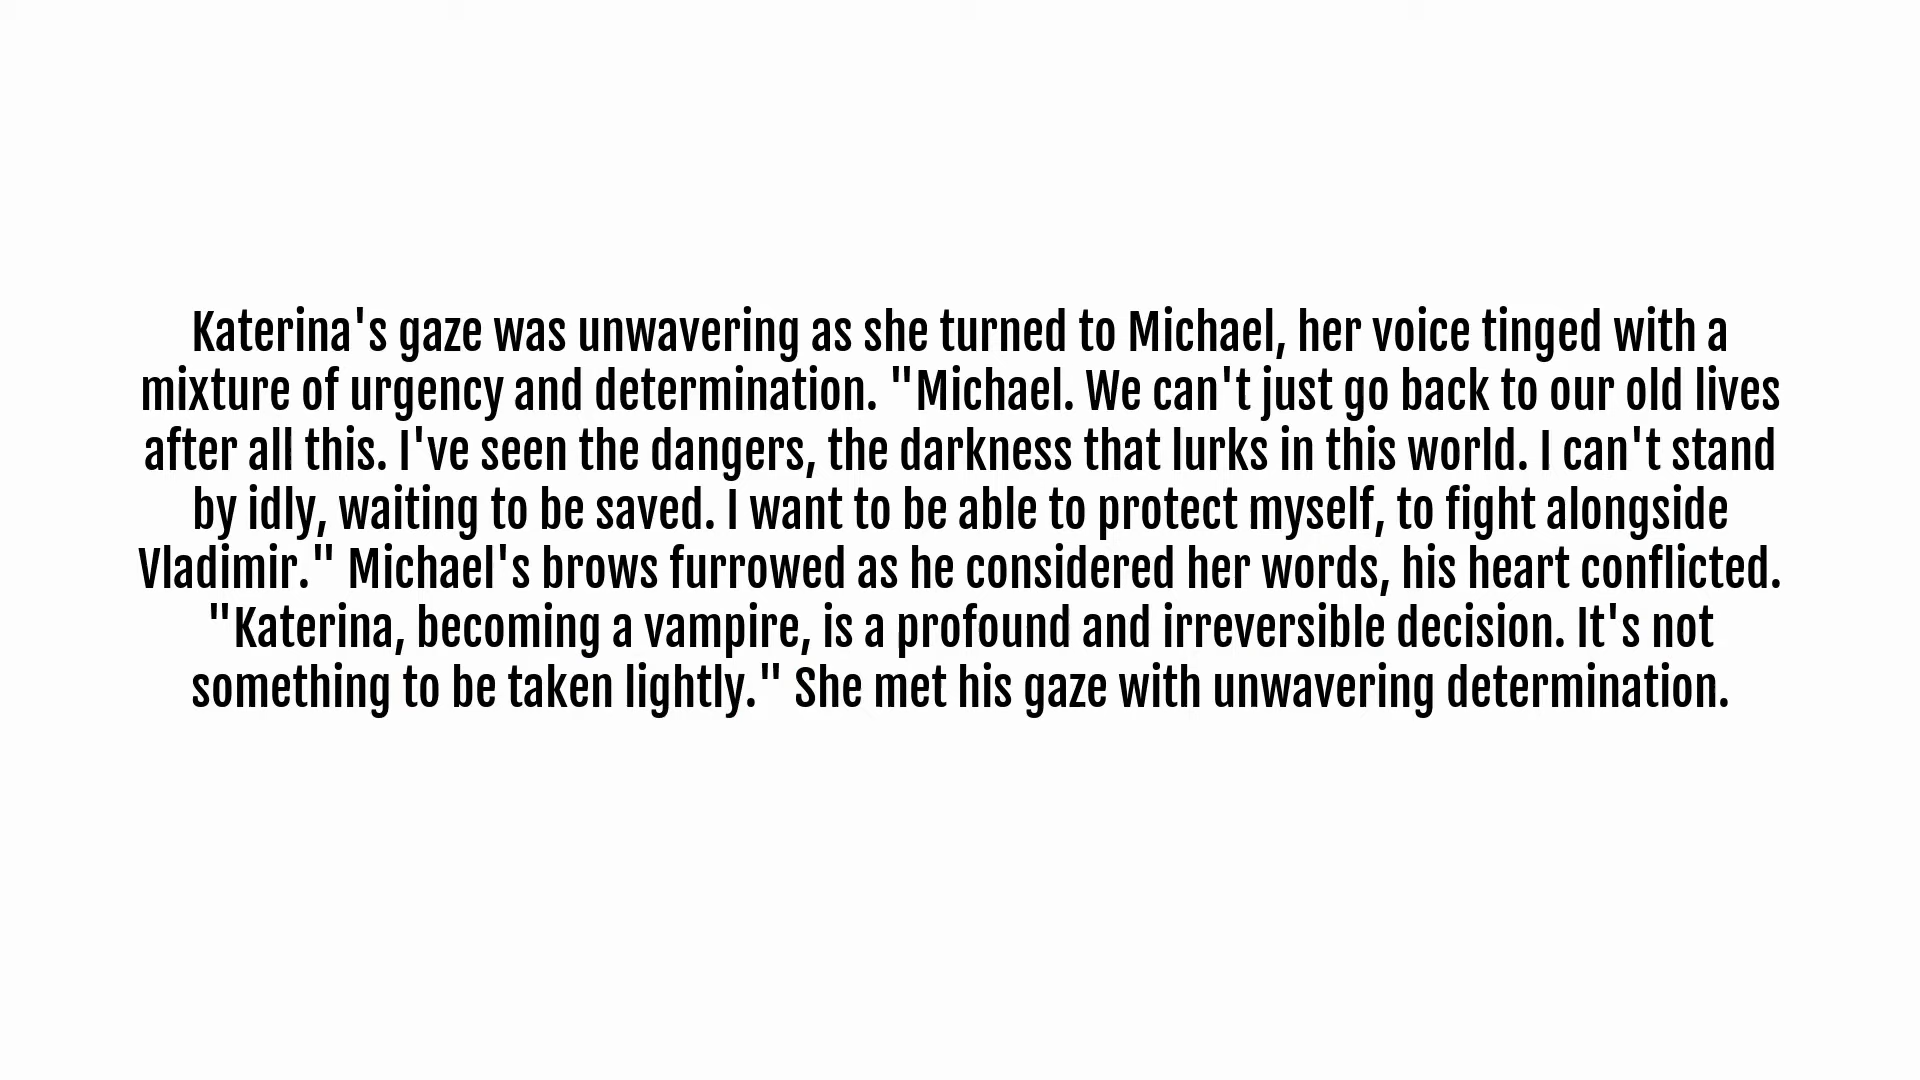 Katerina's gaze was unwavering as she turned to Michael, her voice tinged with a
mixture of urgency and determination. "Michael. We can't just go back to our old lives
after all this. I've seen the dangers, the darkness that lurks in this world. I can't stand
by idly, waiting to be saved. I want to be able to protect myself, to fight alongside
Vladimir." Michael's brows furrowed as he considered her words, his heart conflicted.
"Katerina, becoming a vampire, is a profound and irreversible decision. It's not
something to be taken lightly." She met his gaze with unwavering determination.